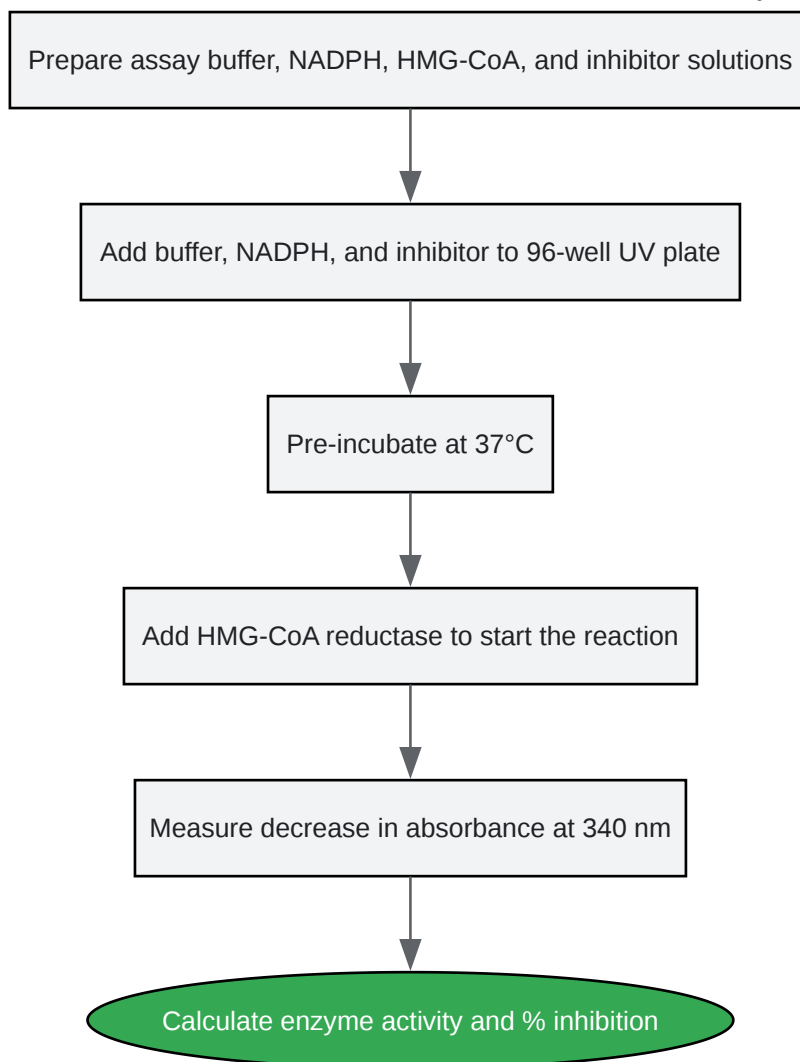 Prepare assay buffer, NADPH, HMG-CoA, and inhibitor solutions
Add buffer, NADPH, and inhibitor to 96-well UV plate
Pre-incubate at 37°C
Add HMG-CoA reductase to start the reaction
Measure decrease in absorbance at 340 nm
Calculate enzyme activity and % inhibition